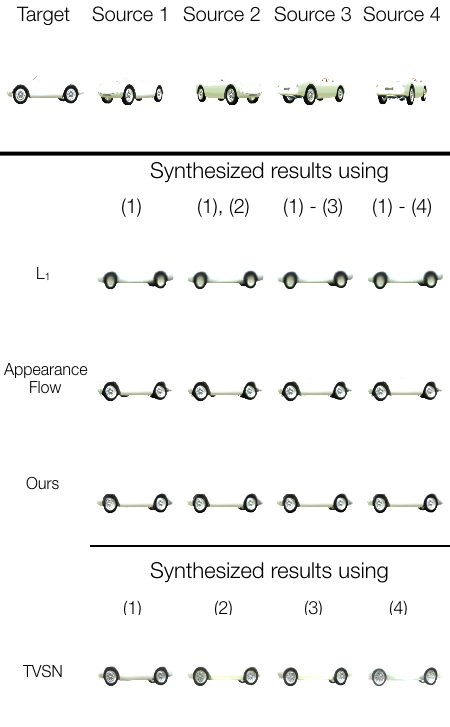 Target Source 1 Source 2 Source 3 Source 4
Synthesized results using
(1) (1), (2) (1) - (3) (1) - (4)
L₁
Appearance
Flow
Ours
Synthesized results using
(1) (2) (3) (4)
TVSN